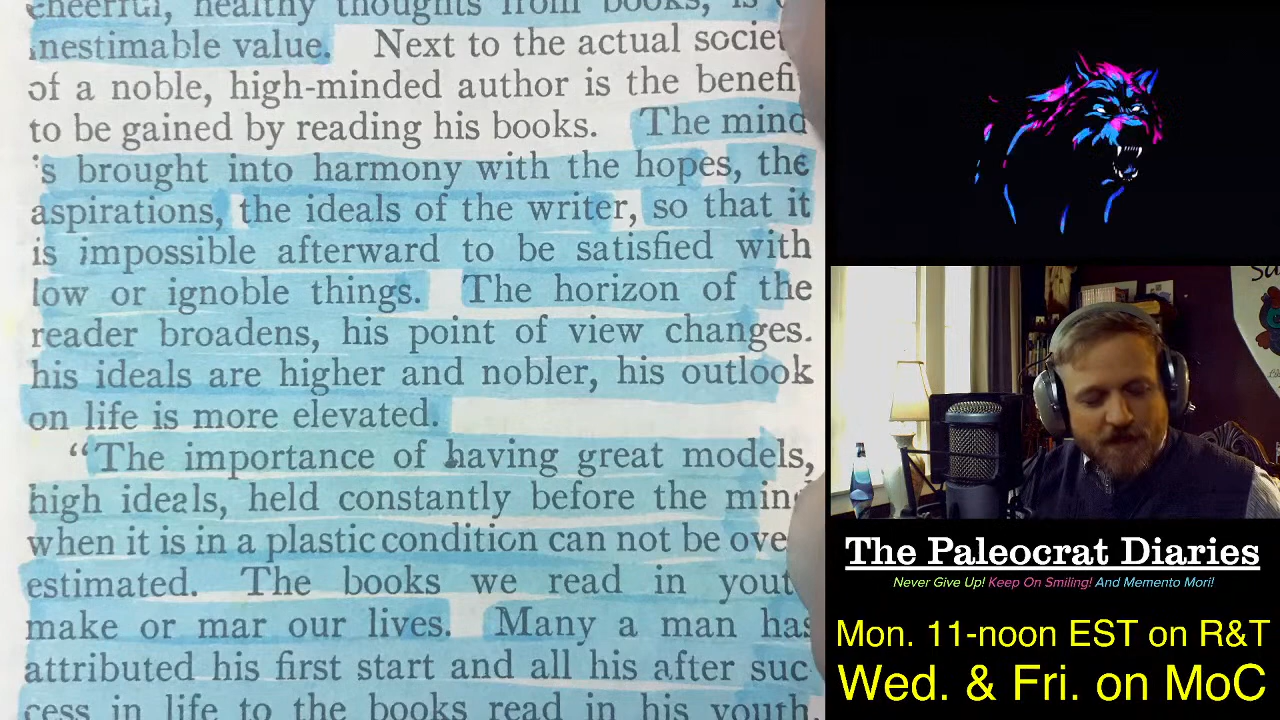 cheerful, healthy thoughts from books, is
inestimable value. Next to the actual societ
of a noble, high-minded author is the benefi
to be gained by reading his books. The mind
is brought into harmony with the hopes, the
aspirations, the ideals of the writer, so that it
is impossible afterward to be satisfied with
low or ignoble things. The horizon of the
reader broadens, his point of view changes.
his ideals are higher and nobler, his outlook
on life is more elevated.
“The importance of having great models,
high ideals, held constantly before the mind
when it is in a plastic condition can not be ove
estimated. The books we read in yout
make or mar our lives. Many a man has
attributed his first start and all his after suc-
cess in life to the books read in his youth.
The Paleocrat Diaries
Never Give Up! Keep On Smiling! And Memento Mori!
Mon. 11-noon EST on R&T
Wed. & Fri. on MoC